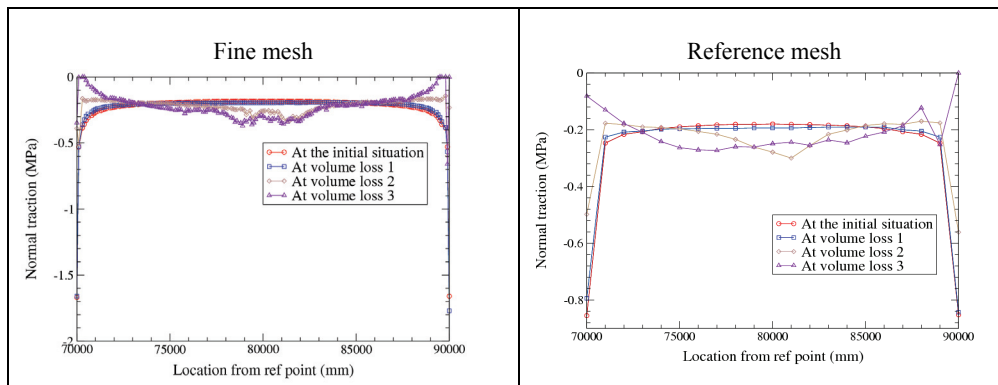 Fine mesh
0
-0.5
-1
-1.5
-2
Normal traction (MPa)
At the initial situation
At volume loss 1
At volume loss 2
At volume loss 3
70000 75000 80000 85000 90000
Location from ref point (mm)
Reference mesh
0
-0.2
-0.4
-0.6
-0.8
Normal traction (MPa)
At the initial situation
At volume loss 1
At volume loss 2
At volume loss 3
70000 75000 80000 85000 90000
Location from ref point (mm)